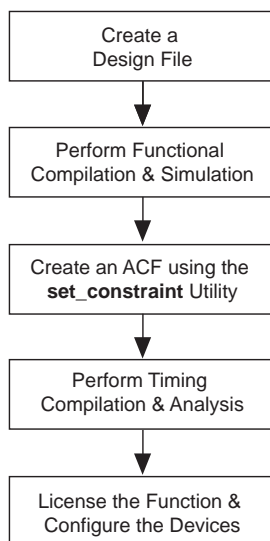 Create a
Design File
Perform Functional
Compilation & Simulation
Create an ACF using the
set_constraint Utility
Perform Timing
Compilation & Analysis
License the Function &
Configure the Devices